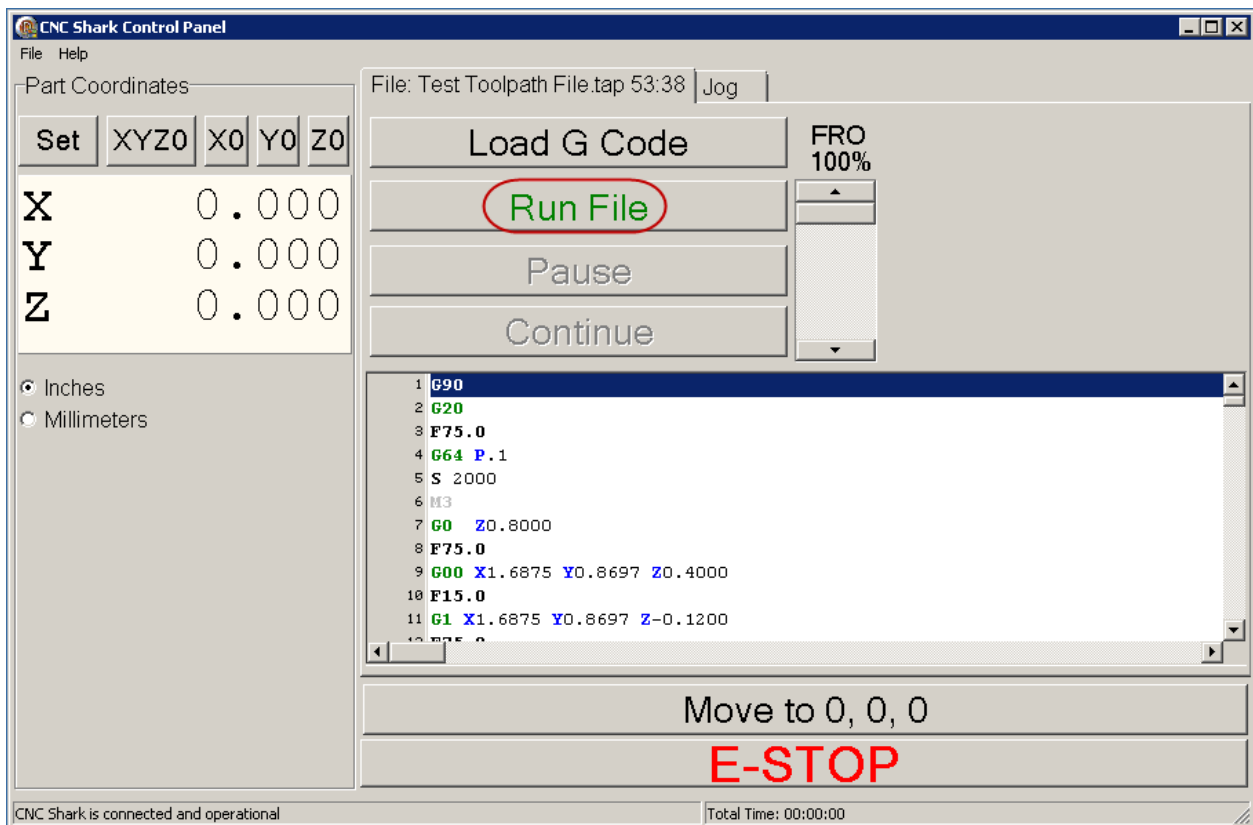 CNC Shark Control Panel
File Help
Part Coordinates
Set XYZ0 X0 Y0 Z0
X 0.000
Y 0.000
Z 0.000
Inches
Millimeters
File: Test Toolpath File.tap 53:38 Jog
Load G Code
Run File
Pause
Continue
FRO
100%
1 G90
2 G20
3 F75.0
4 G64 P.1
5 S 2000
6 M3
7 G0 Z0.8000
8 F75.0
9 G00 X1.6875 Y0.8697 Z0.4000
10 F15.0
11 G1 X1.6875 Y0.8697 Z-0.1200
12 F75.0
Move to 0, 0, 0
E-STOP
CNC Shark is connected and operational
Total Time: 00:00:00